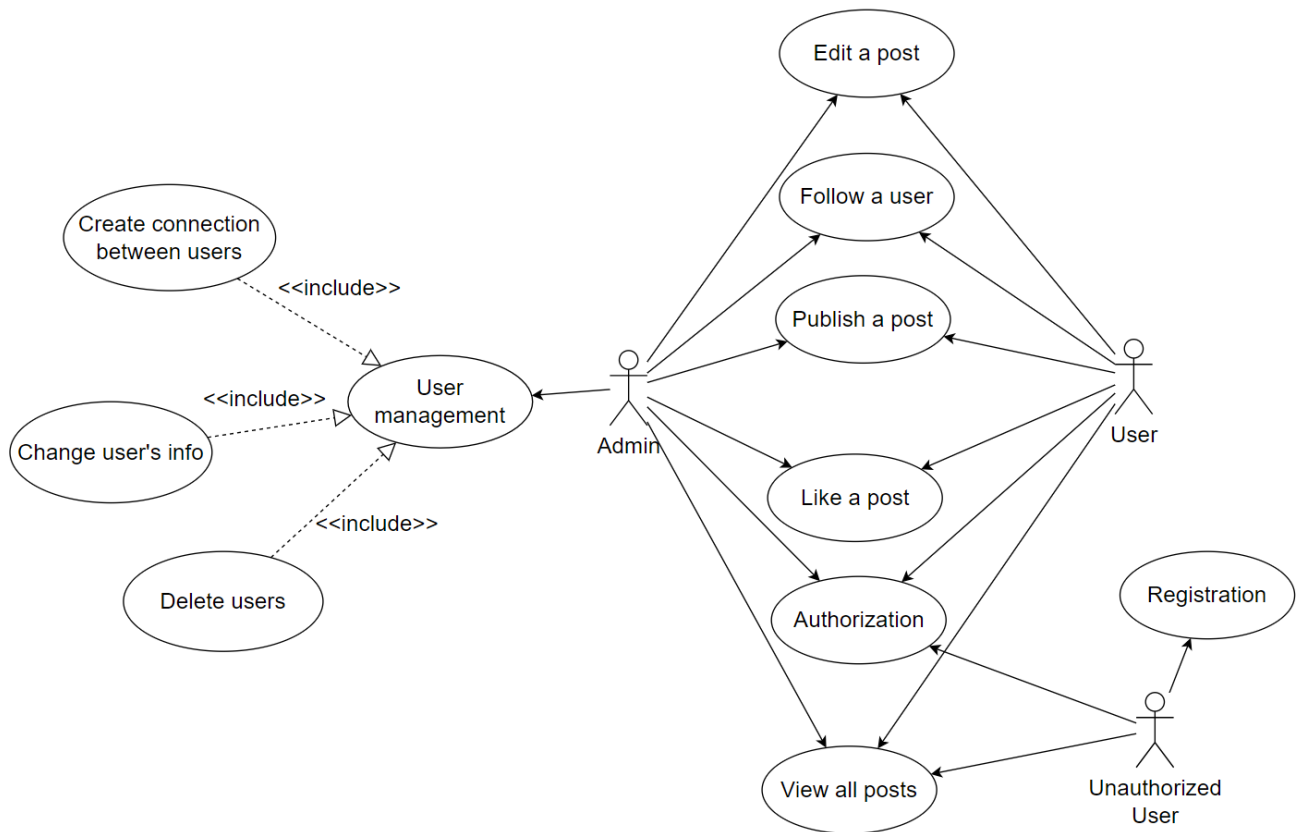 Edit a post
Follow a user
Create connection
between users
<<include>>
Publish a post
User
management
<<include>>
Change user's info
Admin
User
Like a post
<<include>>
Delete users
Authorization
Registration
View all posts
Unauthorized
User